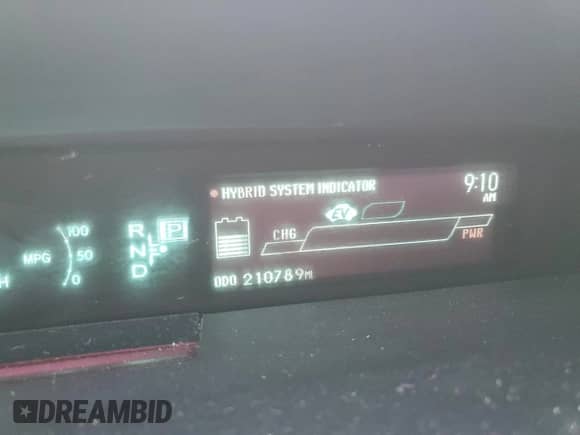 HYBRID SYSTEM INDICATOR
9:10
AM
100
MPG 50
0
H
R
N
D
P
EV
CHG
PWR
ODO 210789MI
DREAMBID